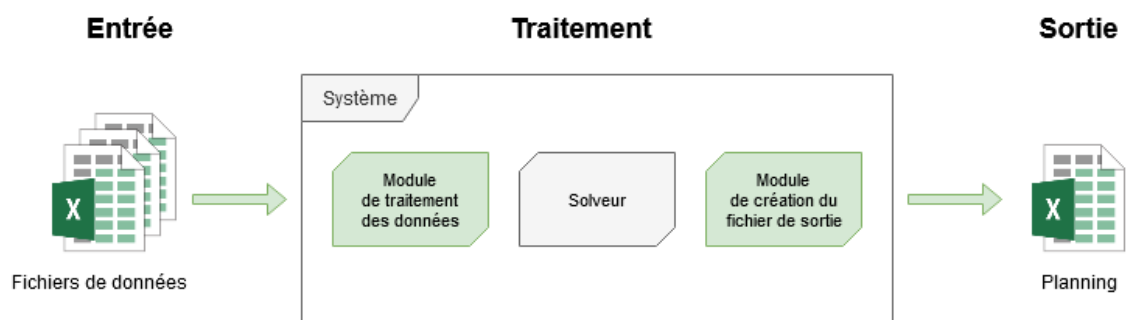 Entrée
Traitement
Sortie
Système
Module
de traitement
des données
Solveur
Module
de création du
fichier de sortie
X
X
Fichiers de données
Planning